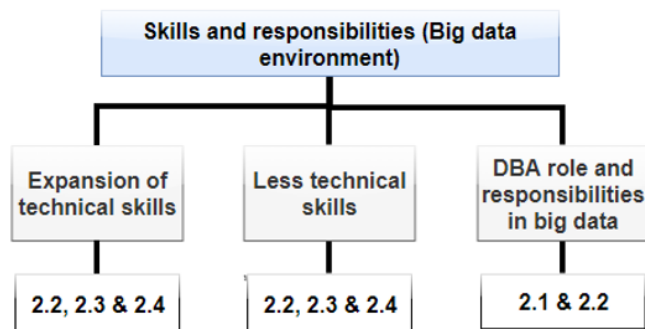 Skills and responsibilities (Big data
environment)
Expansion of
technical skills
Less technical
skills
DBA role and
responsibilities
in big data
2.2, 2.3 & 2.4
2.2, 2.3 & 2.4
2.1 & 2.2